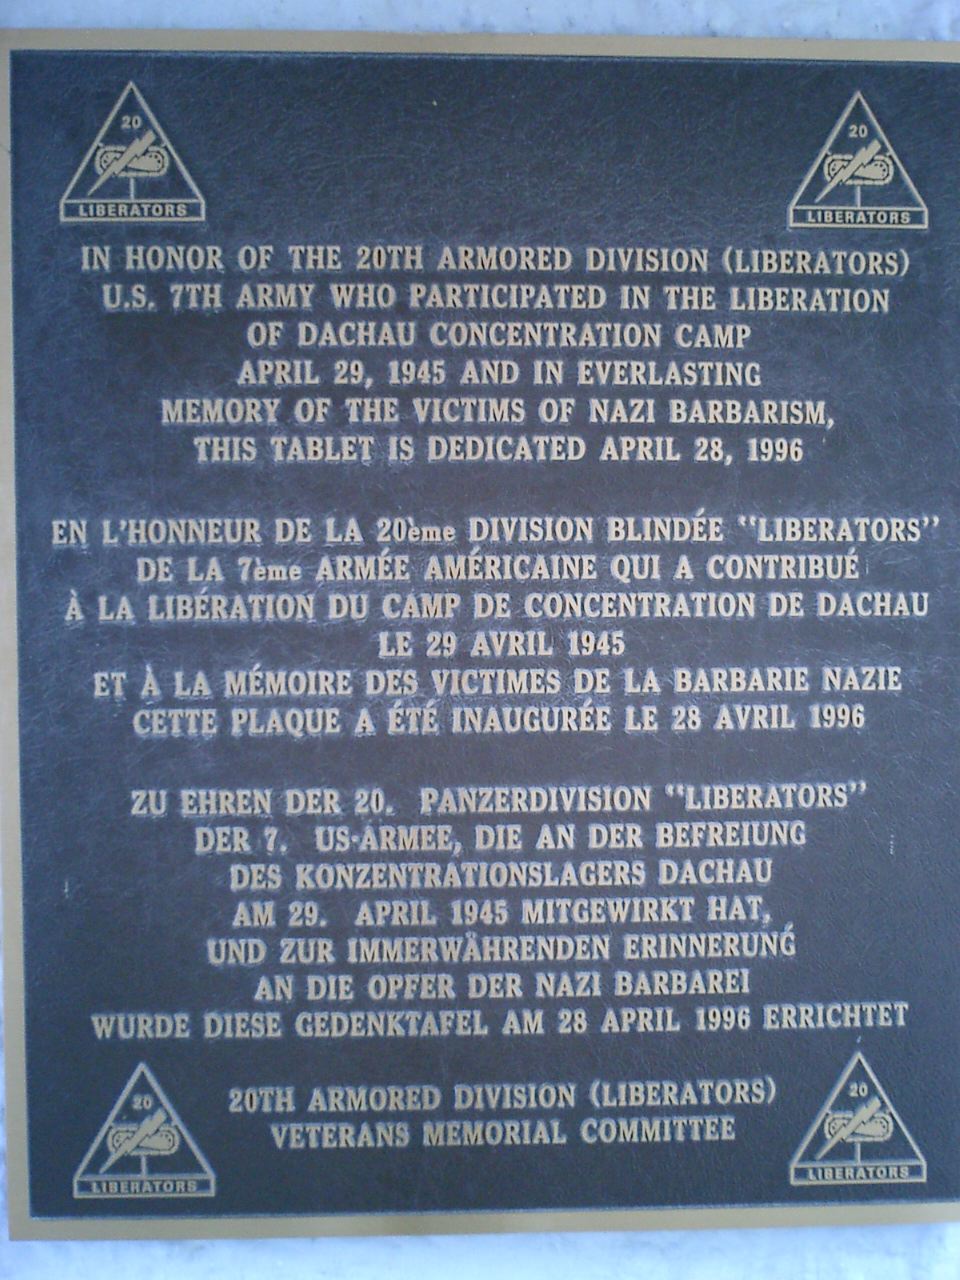 20
LIBERATORS
20
LIBERATORS
IN HONOR OF THE 20TH ARMORED DIVISION (LIBERATORS)
U.S. 7TH ARMY WHO PARTICIPATED IN THE LIBERATION
OF DACHAU CONCENTRATION CAMP
APRIL 29, 1945 AND IN EVERLASTING
MEMORY OF THE VICTIMS OF NAZI BARBARISM,
THIS TABLET IS DEDICATED APRIL 28, 1996
EN L'HONNEUR DE LA 20ème DIVISION BLINDÉE "LIBERATORS"
DE LA 7ème ARMÉE AMÉRICAINE QUI A CONTRIBUÉ
À LA LIBÉRATION DU CAMP DE CONCENTRATION DE DACHAU
LE 29 AVRIL 1945
ET À LA MÉMOIRE DES VICTIMES DE LA BARBARIE NAZIE
CETTE PLAQUE A ÉTÉ INAUGURÉE LE 28 AVRIL 1996
ZU EHREN DER 20. PANZERDIVISION "LIBERATORS"
DER 7. US-ARMEE, DIE AN DER BEFREIUNG
DES KONZENTRATIONSLAGERS DACHAU
AM 29. APRIL 1945 MITGEWIRKT HAT,
UND ZUR IMMERWÄHRENDEN ERINNERUNG
AN DIE OPFER DER NAZI BARBAREI
WURDE DIESE GEDENKTAFEL AM 28 APRIL 1996 ERRICHTET
20TH ARMORED DIVISION (LIBERATORS)
VETERANS MEMORIAL COMMITTEE
20
LIBERATORS
20
LIBERATORS